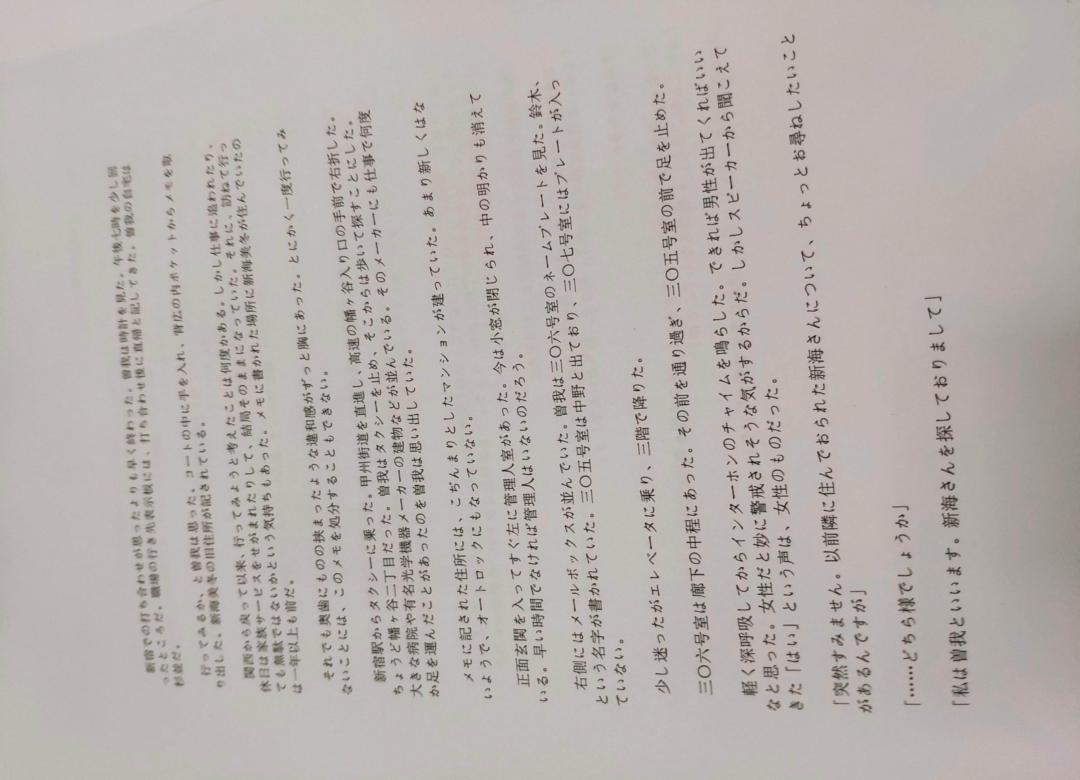 新宿での打ち合わせが思ったよりも早く終わった。曽我は時計を見た。午後七時を少し回
ったところだ。職場の行き先表示板には、打ち合わせ後に直帰と記してきた。曽我の自宅は
杉並だ。
行ってみるか、と曽我は思った。コートの中に手を入れ、背広の内ポケットからメモを取
り出した。新海美冬の旧住所が記されている。
関西から戻って以来、行ってみようと考えたことは何度かある。しかし仕事に追われたり、
休日は家族サービスをせがまれたりして、結局そのままになっていた。それに、訪ねて行っ
ても無駄ではないかという気持ちもあった。メモに書かれた場所に新海美冬が住んでいたの
は一年以上も前だ。
それでも奥歯にもの の挟まったような違和感がずっと胸にあった。とにかく一度行ってみ
ないことには、このメモを処分することもできない。
新宿駅からタクシーに乗った。甲州街道を直進し、高速の幡ヶ谷入り口の手前で右折した。
ちょうど幡ヶ谷二丁目だった。曽我はタクシーを止め、そこからは歩いて探すことにした。
大きな病院や有名光学機器メーカーの建物などが並んでいる。そのメーカーにも仕事で何度
か足を運んだことがあったのを曽我は思い出していた。
メモに記された住所には、こぢんまりとしたマンションが建っていた。あまり新しくはな
いようで、オートロックにもなっていない。
正面玄関を入ってすぐ左に管理人室があった。今は小窓が閉じられ、中の明かりも消えて
いる。早い時間でなければ管理人はいないのだろう。
右側にはメールボックスが並んでいた。曽我は三〇六号室のネームプレートを見た。鈴木、
という名字が書かれていた。三〇五号室は中野と出ており、三〇七号室にはプレートが入っ
ていない。
少し迷ったがエレベータに乗り、三階で降りた。
三〇六号室は廊下の中程にあった。その前を通り過ぎ、三〇五号室の前で足を止めた。
軽く深呼吸してからインターホンのチャイムを鳴らした。できれば男性が出てくればいい
なと思った。女性だと妙に警戒されそうな気がするからだ。しかしスピーカーから聞こえて
きた「はい」という声は、女性のものだった。
「突然すみません。以前隣に住んでおられた新海さんについて、ちょっとお尋ねしたいこと
があるんですが」
「……どちら様でしょうか」
「私は曽我といいます。新海さんを探しておりまして」